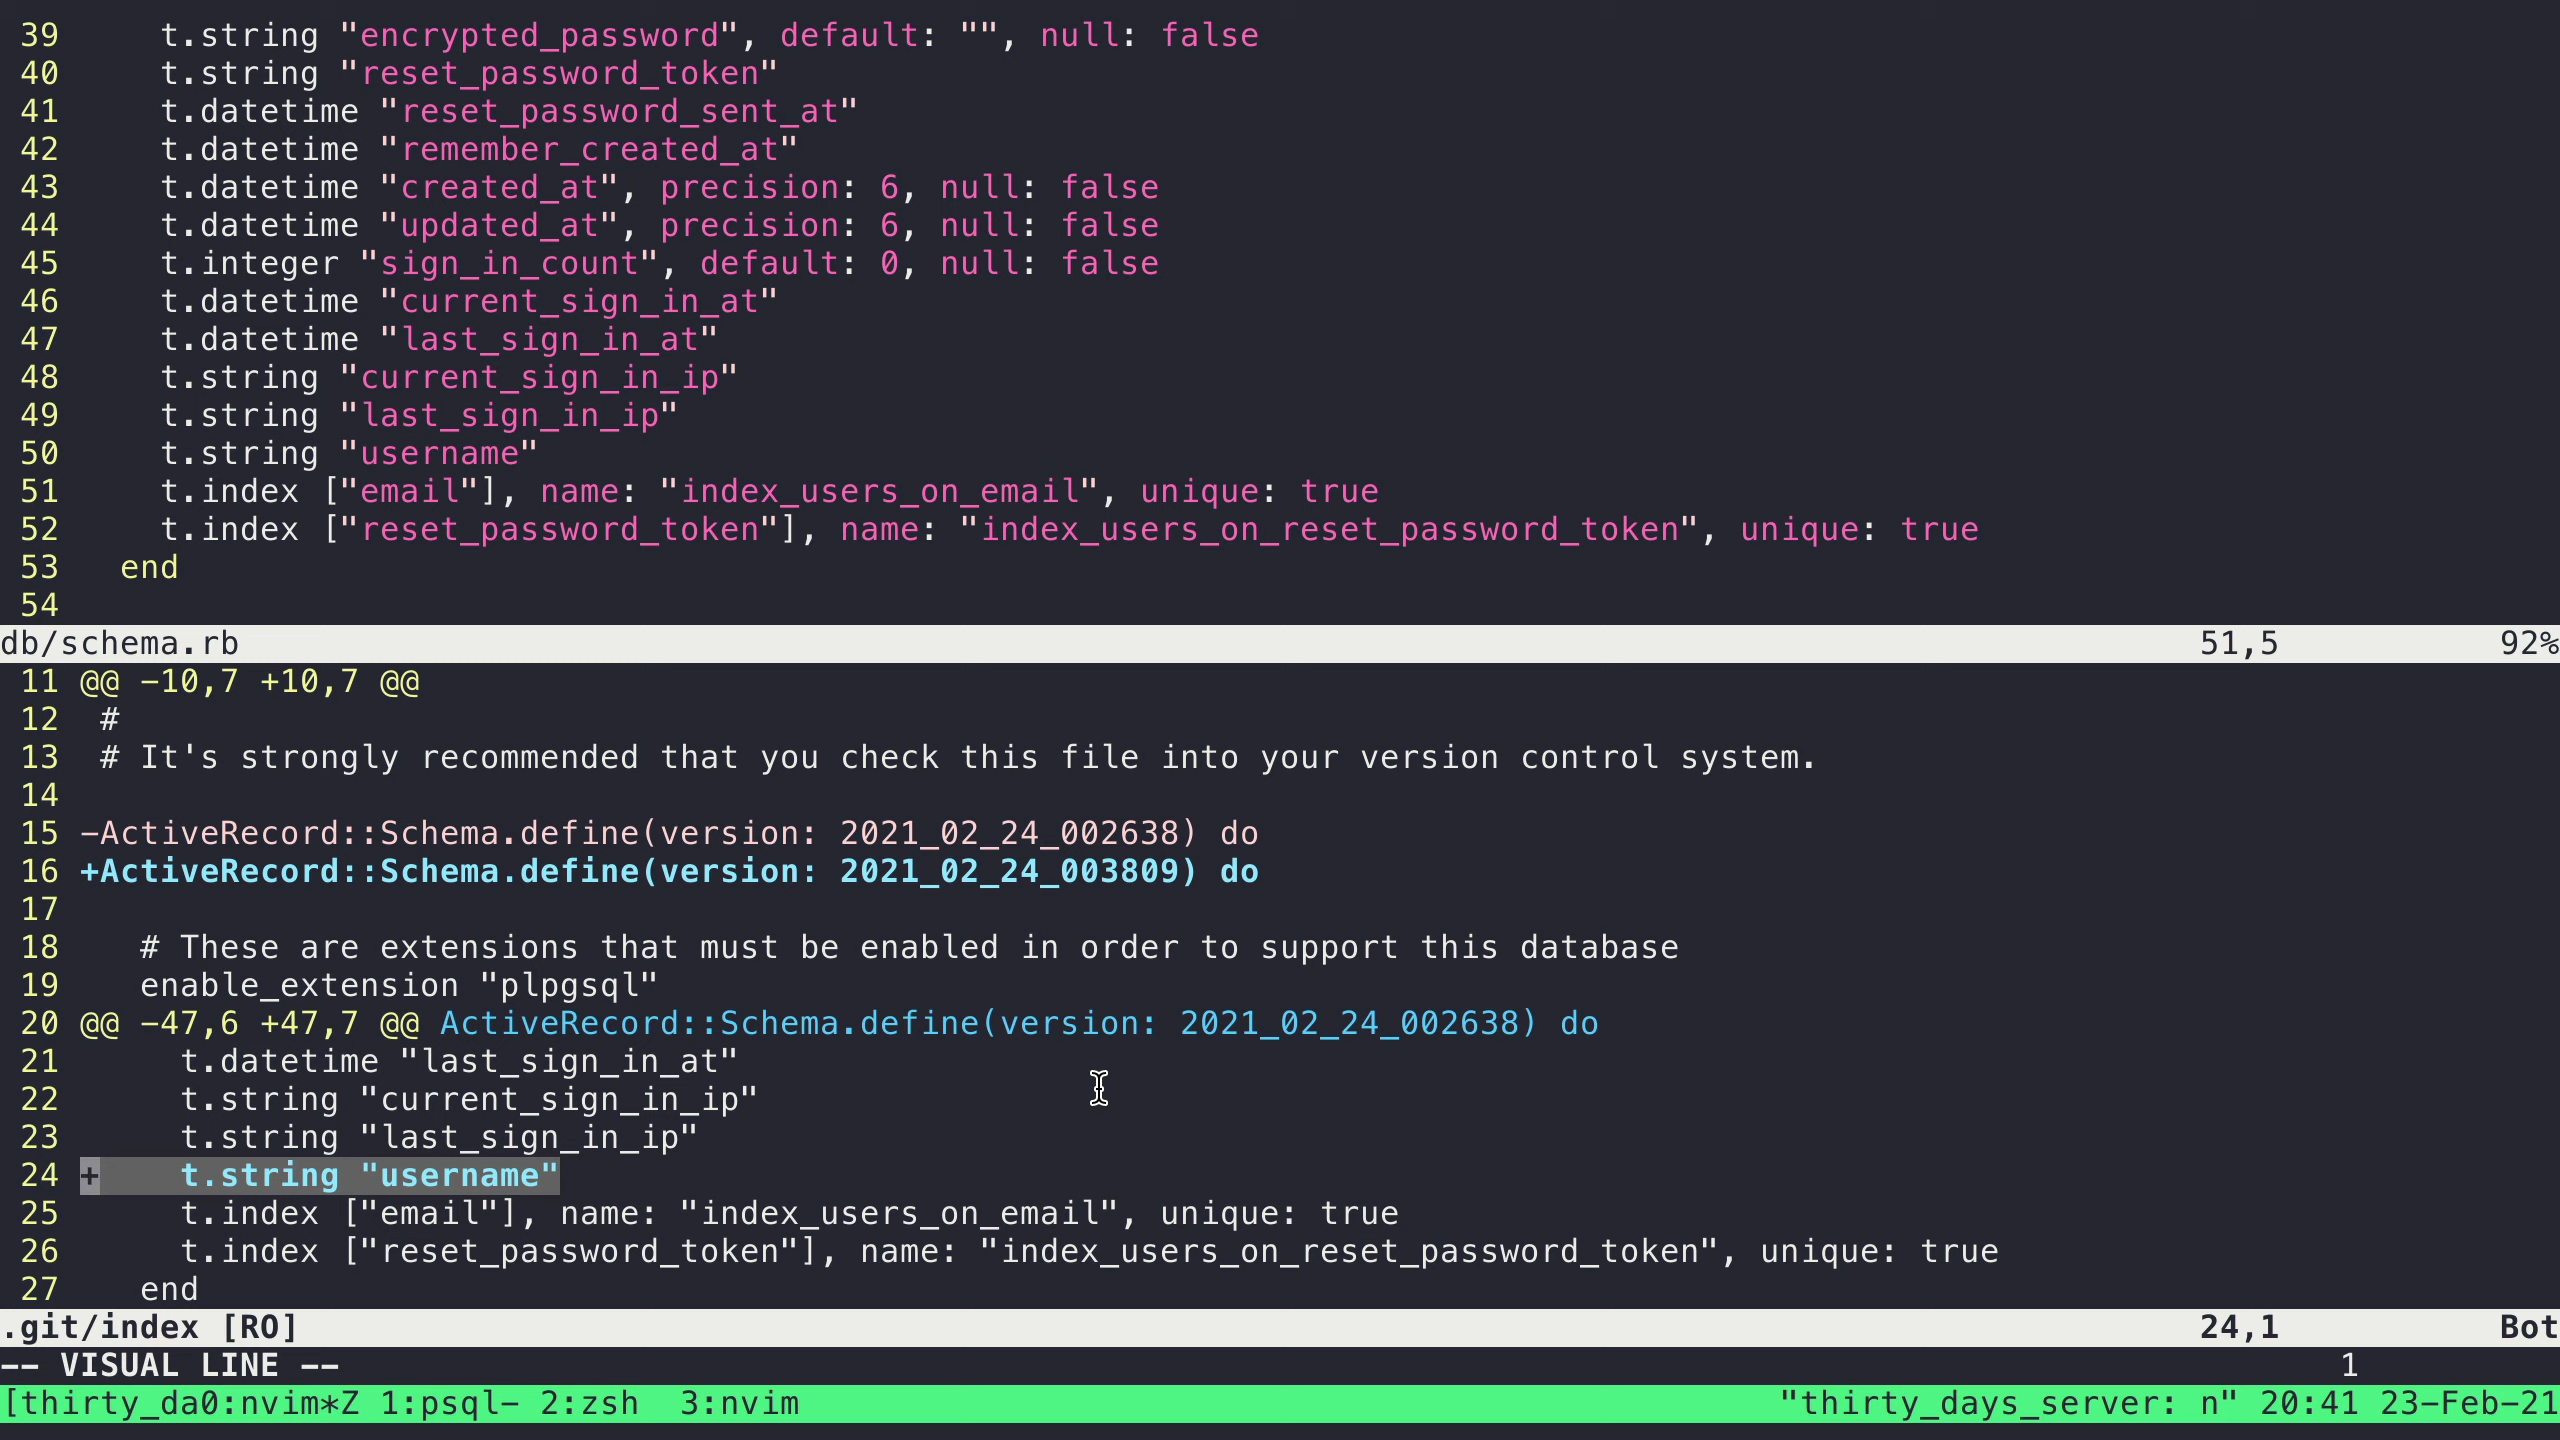 39     t.string "encrypted_password", default: "", null: false
40     t.string "reset_password_token"
41     t.datetime "reset_password_sent_at"
42     t.datetime "remember_created_at"
43     t.datetime "created_at", precision: 6, null: false
44     t.datetime "updated_at", precision: 6, null: false
45     t.integer "sign_in_count", default: 0, null: false
46     t.datetime "current_sign_in_at"
47     t.datetime "last_sign_in_at"
48     t.string "current_sign_in_ip"
49     t.string "last_sign_in_ip"
50     t.string "username"
51     t.index ["email"], name: "index_users_on_email", unique: true
52     t.index ["reset_password_token"], name: "index_users_on_reset_password_token", unique: true
53   end
54
db/schema.rb 51,5 92%
11 @@ -10,7 +10,7 @@
12  #
13  # It's strongly recommended that you check this file into your version control system.
14
15 -ActiveRecord::Schema.define(version: 2021_02_24_002638) do
16 +ActiveRecord::Schema.define(version: 2021_02_24_003809) do
17
18    # These are extensions that must be enabled in order to support this database
19    enable_extension "plpgsql"
20 @@ -47,6 +47,7 @@ ActiveRecord::Schema.define(version: 2021_02_24_002638) do
21      t.datetime "last_sign_in_at"
22      t.string "current_sign_in_ip"
23      t.string "last_sign_in_ip"
24 +    t.string "username"
25      t.index ["email"], name: "index_users_on_email", unique: true
26      t.index ["reset_password_token"], name: "index_users_on_reset_password_token", unique: true
27    end
.git/index [RO] 24,1 Bot
-- VISUAL LINE -- 1
[thirty_da0:nvim*Z 1:psql- 2:zsh  3:nvim "thirty_days_server: n" 20:41 23-Feb-21